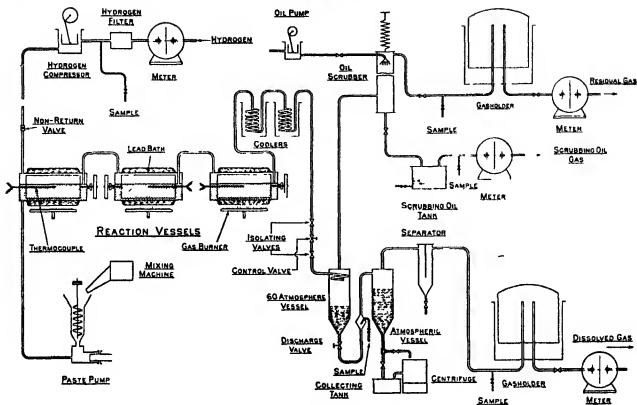 HYDROGEN
FILTER
HYDROGEN
HYDROGEN
COMPRESSOR
METER
SAMPLE
OIL PUMP
OIL
SCRUBBER
GASHOLDER
RESIDUAL GAS
METER
SAMPLE
NON-RETURN
VALVE
LEAD BATH
COOLERS
SCRUBBING OIL
GAS
SAMPLE
METER
SCRUBBING OIL
TANK
THERMOCOUPLE
REACTION VESSELS
GAS BURNER
ISOLATING
VALVES
CONTROL VALVE
SEPARATOR
MIXING
MACHINE
60 ATMOSPHERE
VESSEL
ATMOSPHERIC
VESSEL
DISCHARGE
VALVE
SAMPLE
COLLECTING
TANK
CENTRIFUGE
PASTE PUMP
DISSOLVED GAS
GASHOLDER
SAMPLE
METER